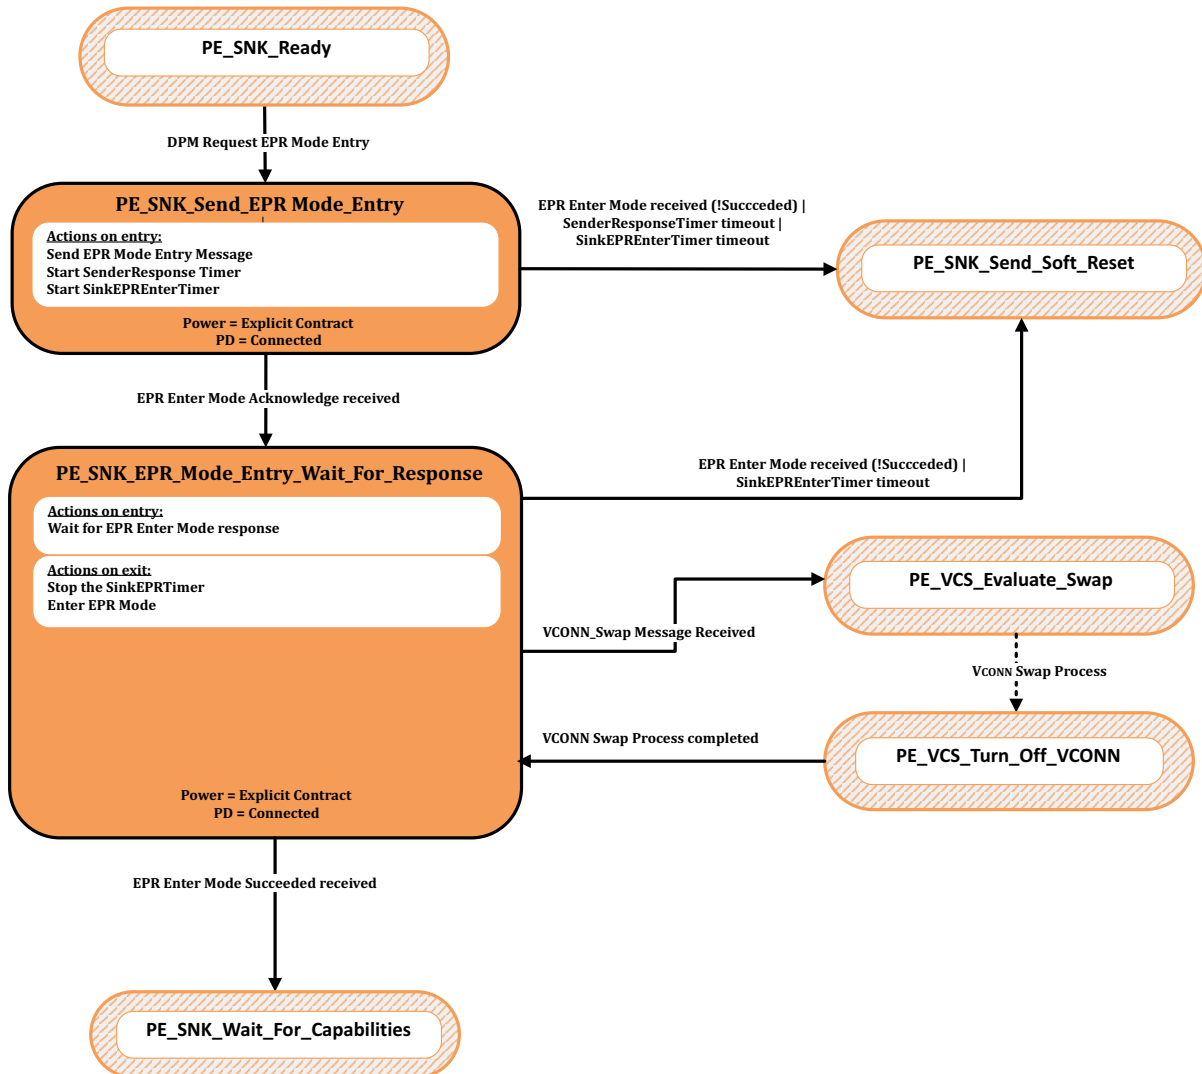 PE_SNK_Ready
DPM Request EPR Mode Entry
PE_SNK_Send_EPR Mode_Entry
Actions on entry:
Send EPR Mode Entry Message
Start SenderResponse Timer
Start SinkEPREnterTimer
Power = Explicit Contract
PD = Connected
EPR Enter Mode received (!Succceded) |
SenderResponseTimer timeout |
SinkEPREnterTimer timeout
PE_SNK_Send_Soft_Reset
EPR Enter Mode Acknowledge received
PE_SNK_EPR_Mode_Entry_Wait_For_Response
Actions on entry:
Wait for EPR Enter Mode response
Actions on exit:
Stop the SinkEPRTimer
Enter EPR Mode
Power = Explicit Contract
PD = Connected
EPR Enter Mode received (!Succceded) |
SinkEPREnterTimer timeout
PE_VCS_Evaluate_Swap
VCONN_Swap Message Received
VCONN Swap Process
VCONN Swap Process completed
PE_VCS_Turn_Off_VCONN
EPR Enter Mode Succeeded received
PE_SNK_Wait_For_Capabilities